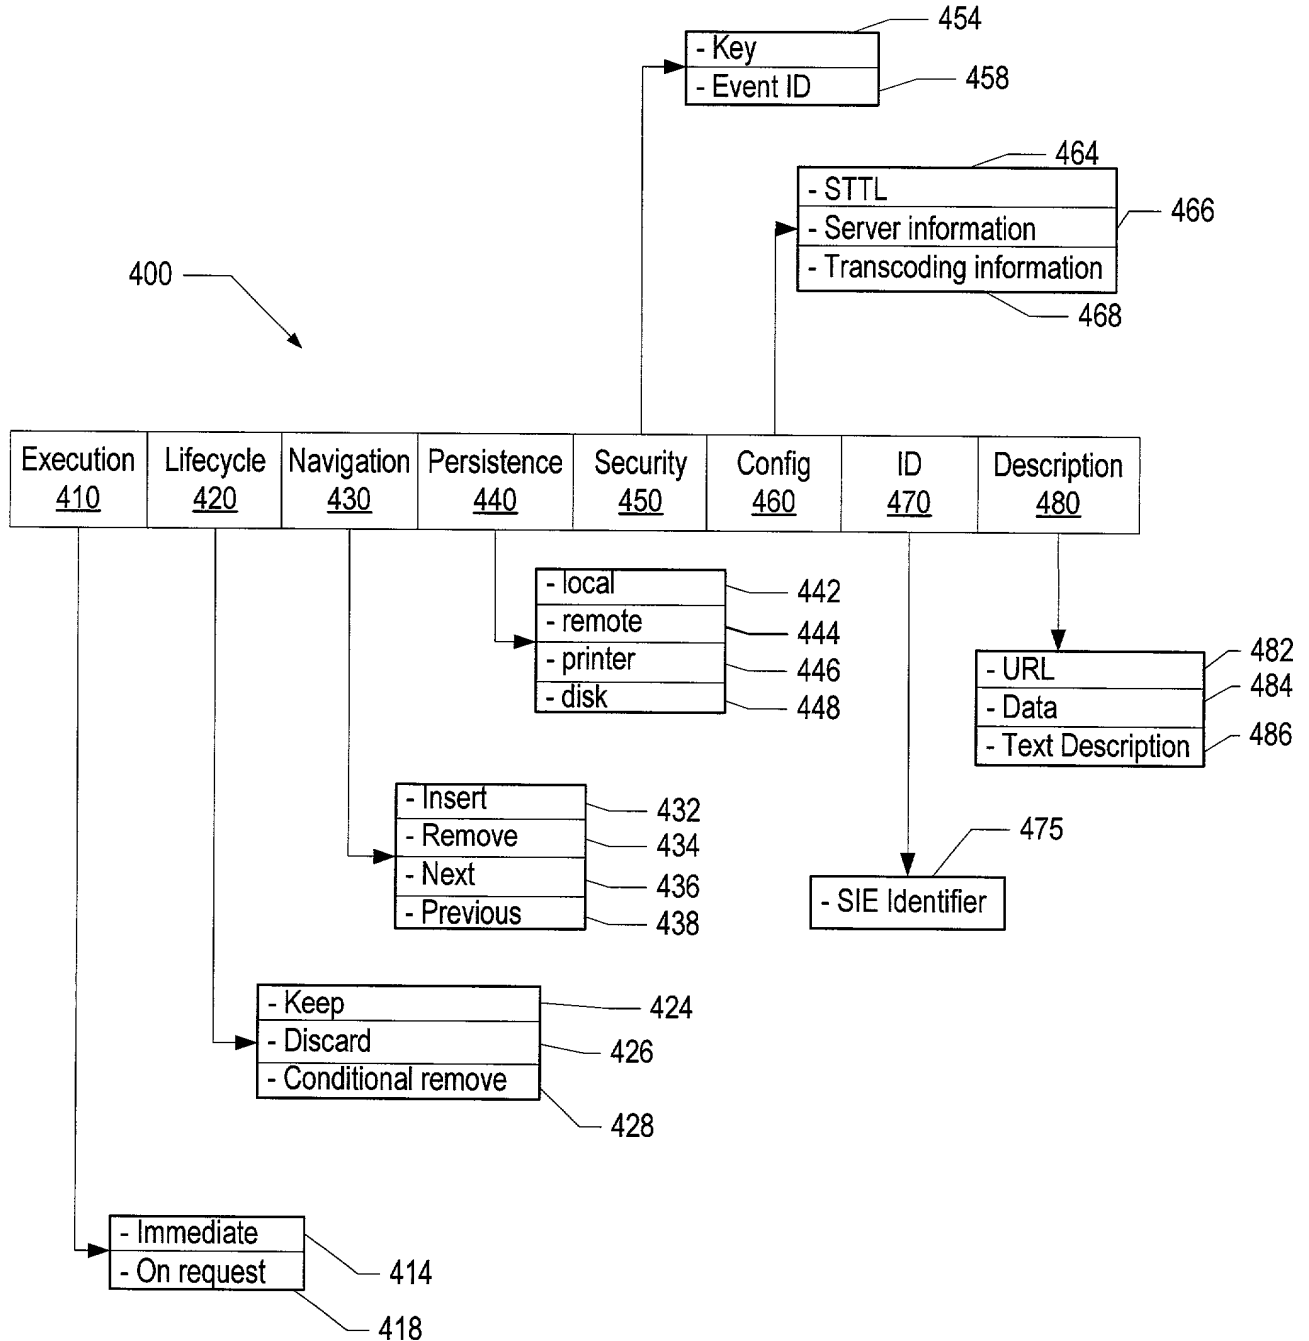 454
- Key
- Event ID
458
464
- STTL
466
- Server information
- Transcoding information
468
400
Execution
410
Lifecycle
420
Navigation
430
Persistence
440
Security
450
Config
460
ID
470
Description
480
- local
442
- remote
444
- printer
446
- disk
448
- URL
482
- Data
484
- Text Description
486
- Insert
432
- Remove
434
- Next
436
- Previous
438
475
- SIE Identifier
- Keep
424
- Discard
426
- Conditional remove
428
- Immediate
414
- On request
418